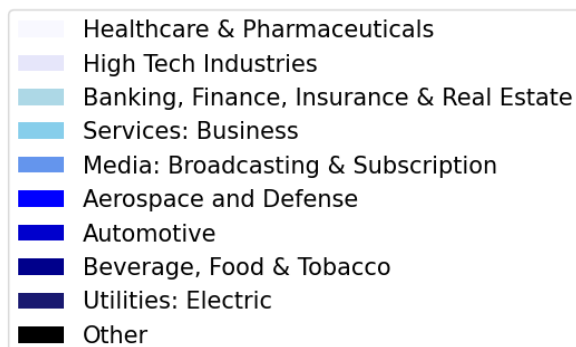 Healthcare & Pharmaceuticals
High Tech Industries
Banking, Finance, Insurance & Real Estate
Services: Business
Media: Broadcasting & Subscription
Aerospace and Defense
Automotive
Beverage, Food & Tobacco
Utilities: Electric
Other